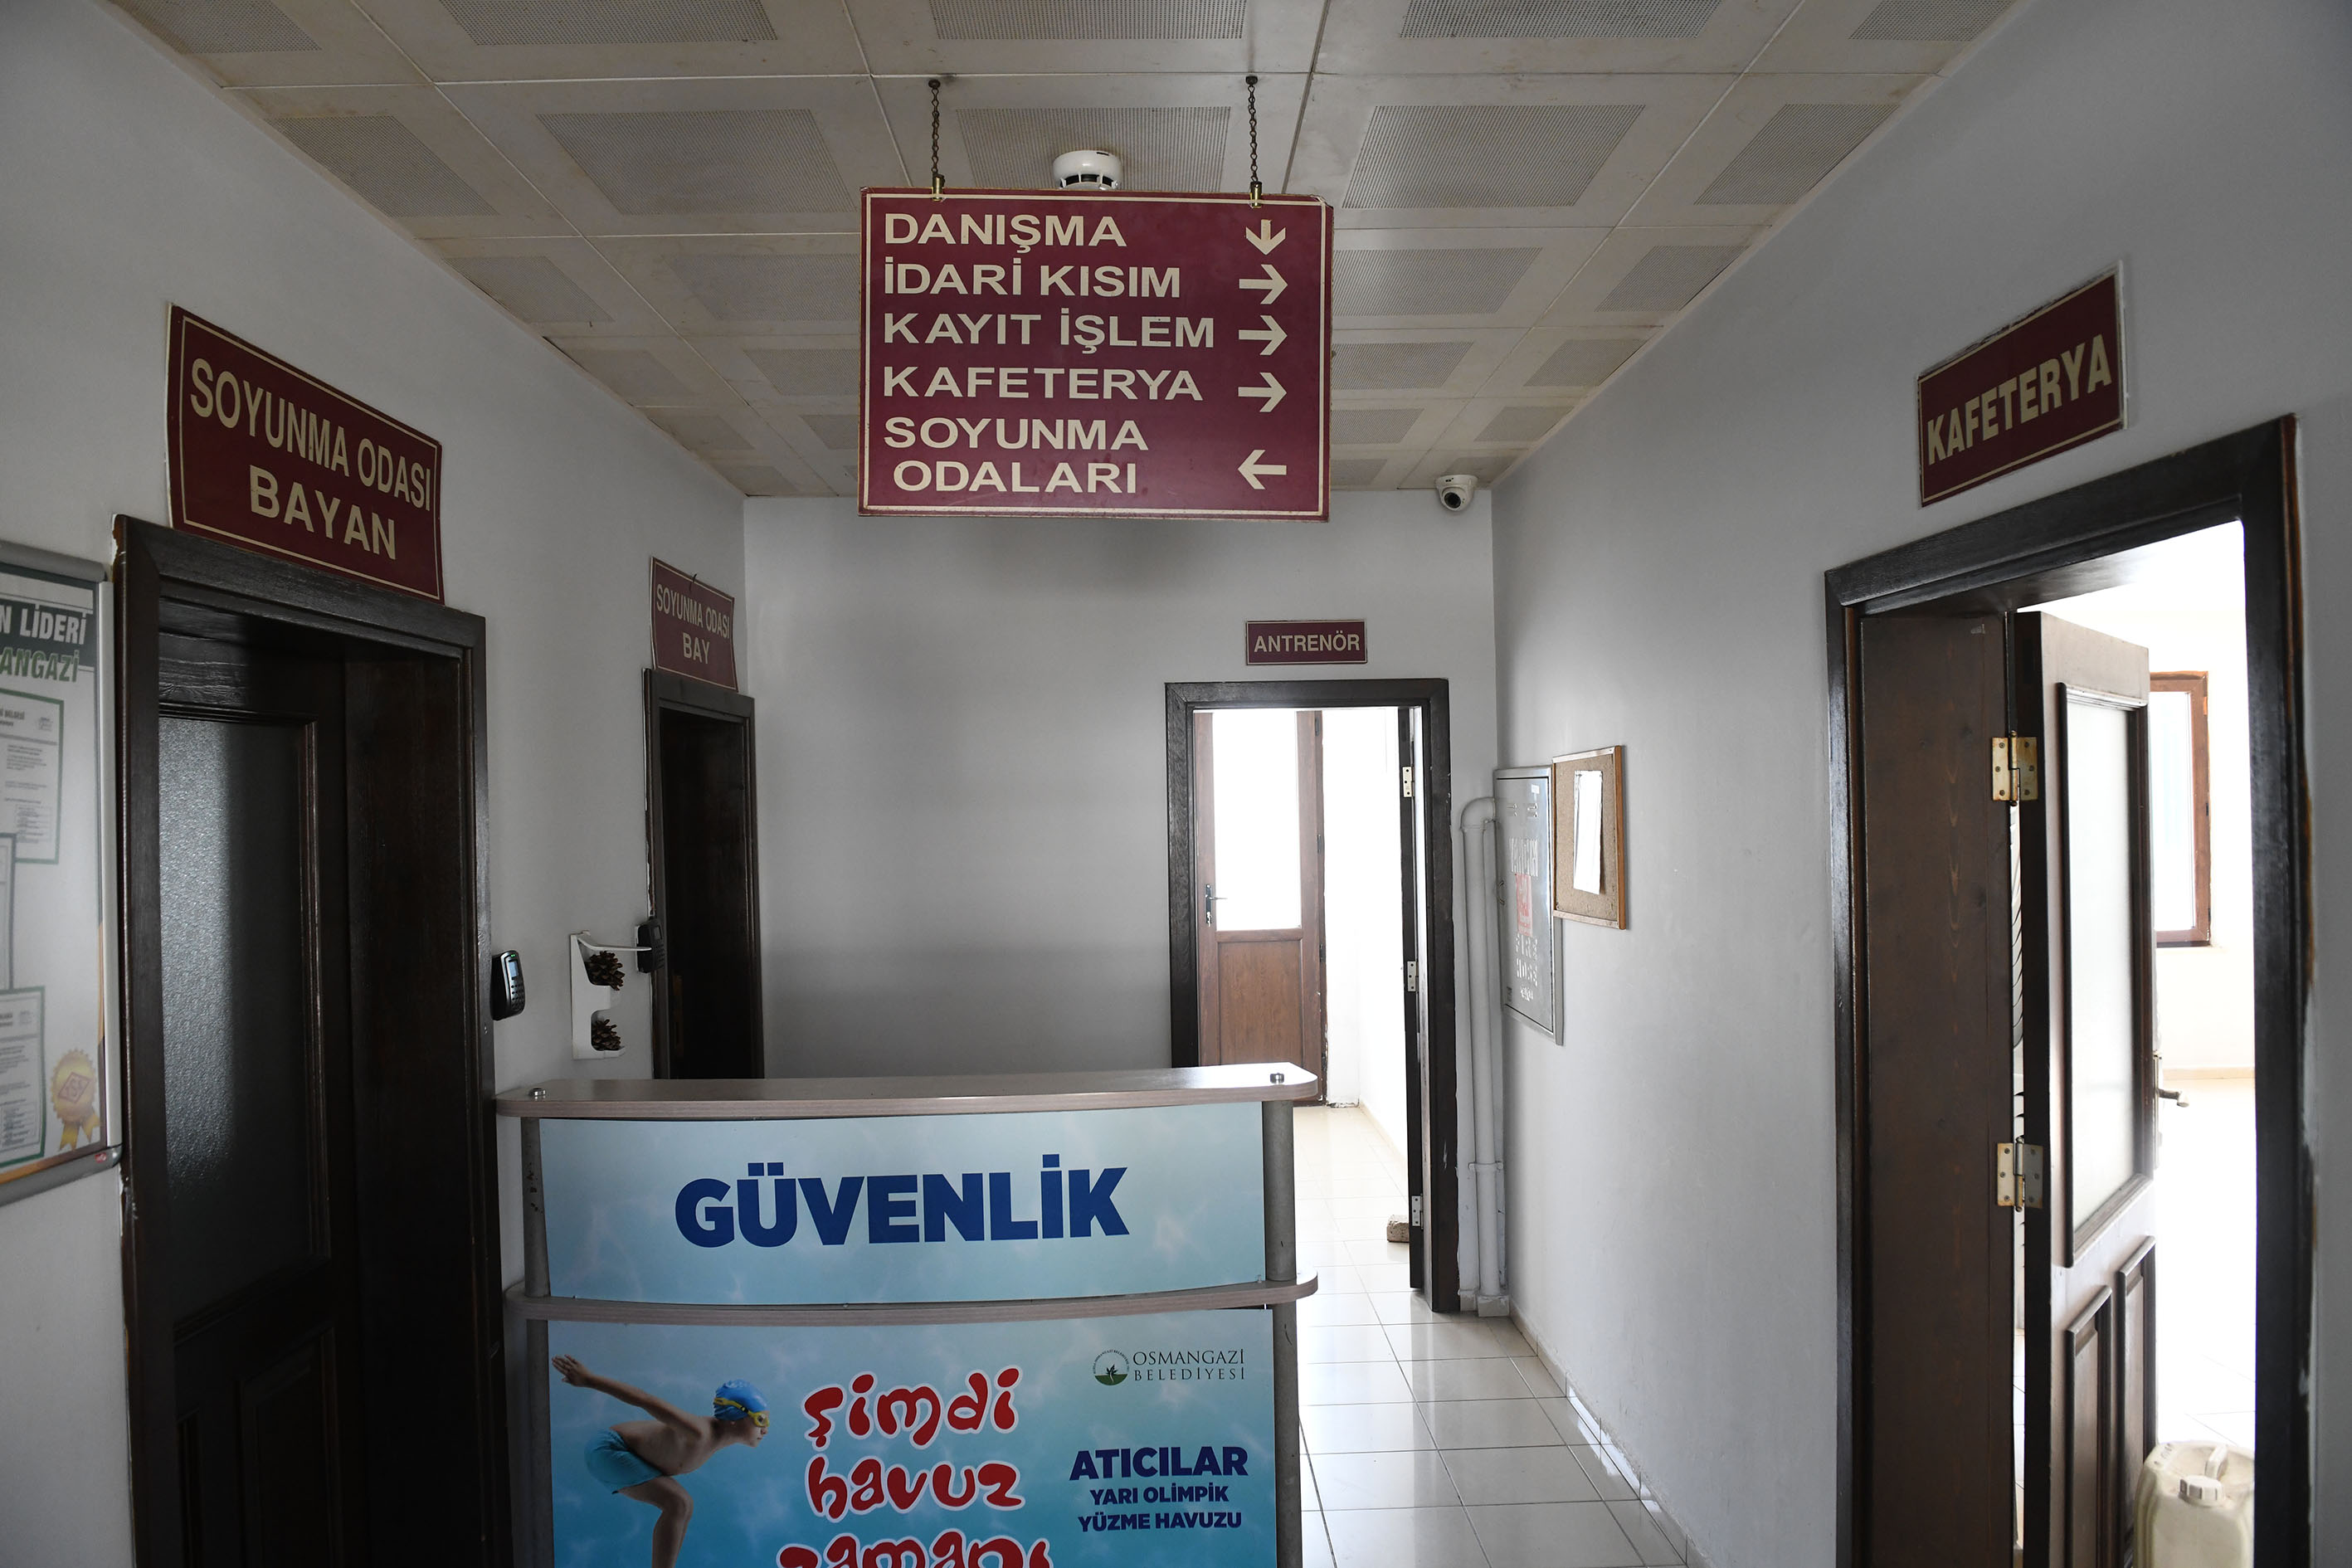 DANIŞMA
İDARİ KISIM
KAYIT İŞLEM
KAFETERYA
SOYUNMA
ODALARI
SOYUNMA ODASI
BAYAN
SOYUNMA ODASI
BAY
ANTRENÖR
KAFETERYA
N LİDERİ
ANGAZİ
GÜVENLİK
OSMANGAZİ
BELEDİYESİ
Şimdi
havuz
zamanı
ATICILAR
YARI OLİMPİK
YÜZME HAVUZU